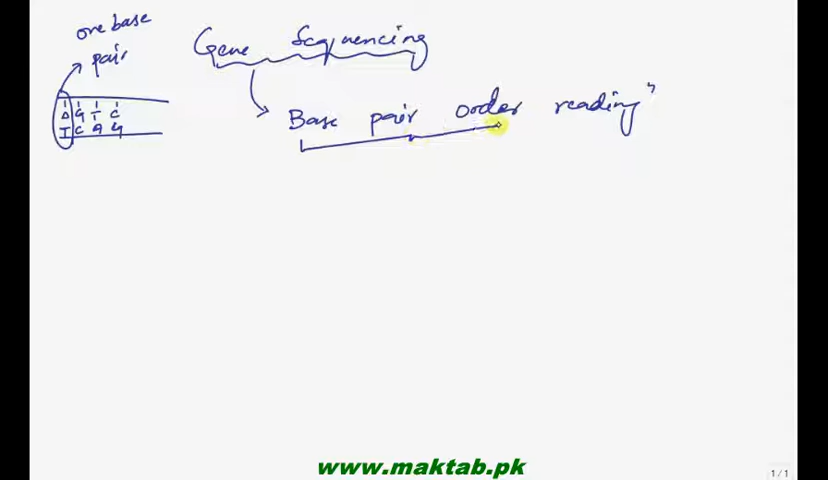 one base
pair
Gene Sequencing
Base pair order reading"
A G T C
T C A G
www.maktab.pk
1/1